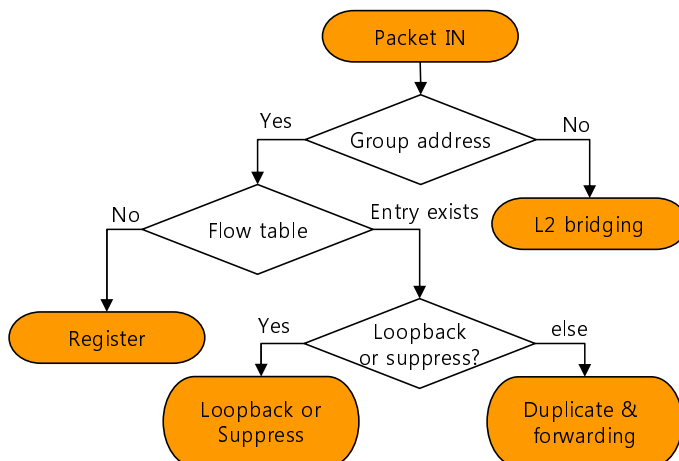 Packet IN
Yes
Group address
No
No
Flow table
Entry exists
L2 bridging
Register
Yes
Loopback
or suppress?
else
Loopback or
Suppress
Duplicate &
forwarding